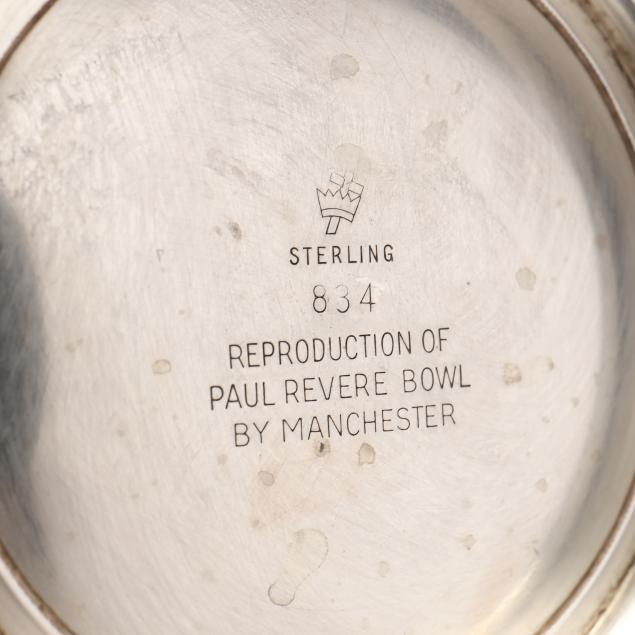 STERLING
834
REPRODUCTION OF
PAUL REVERE BOWL
BY MANCHESTER